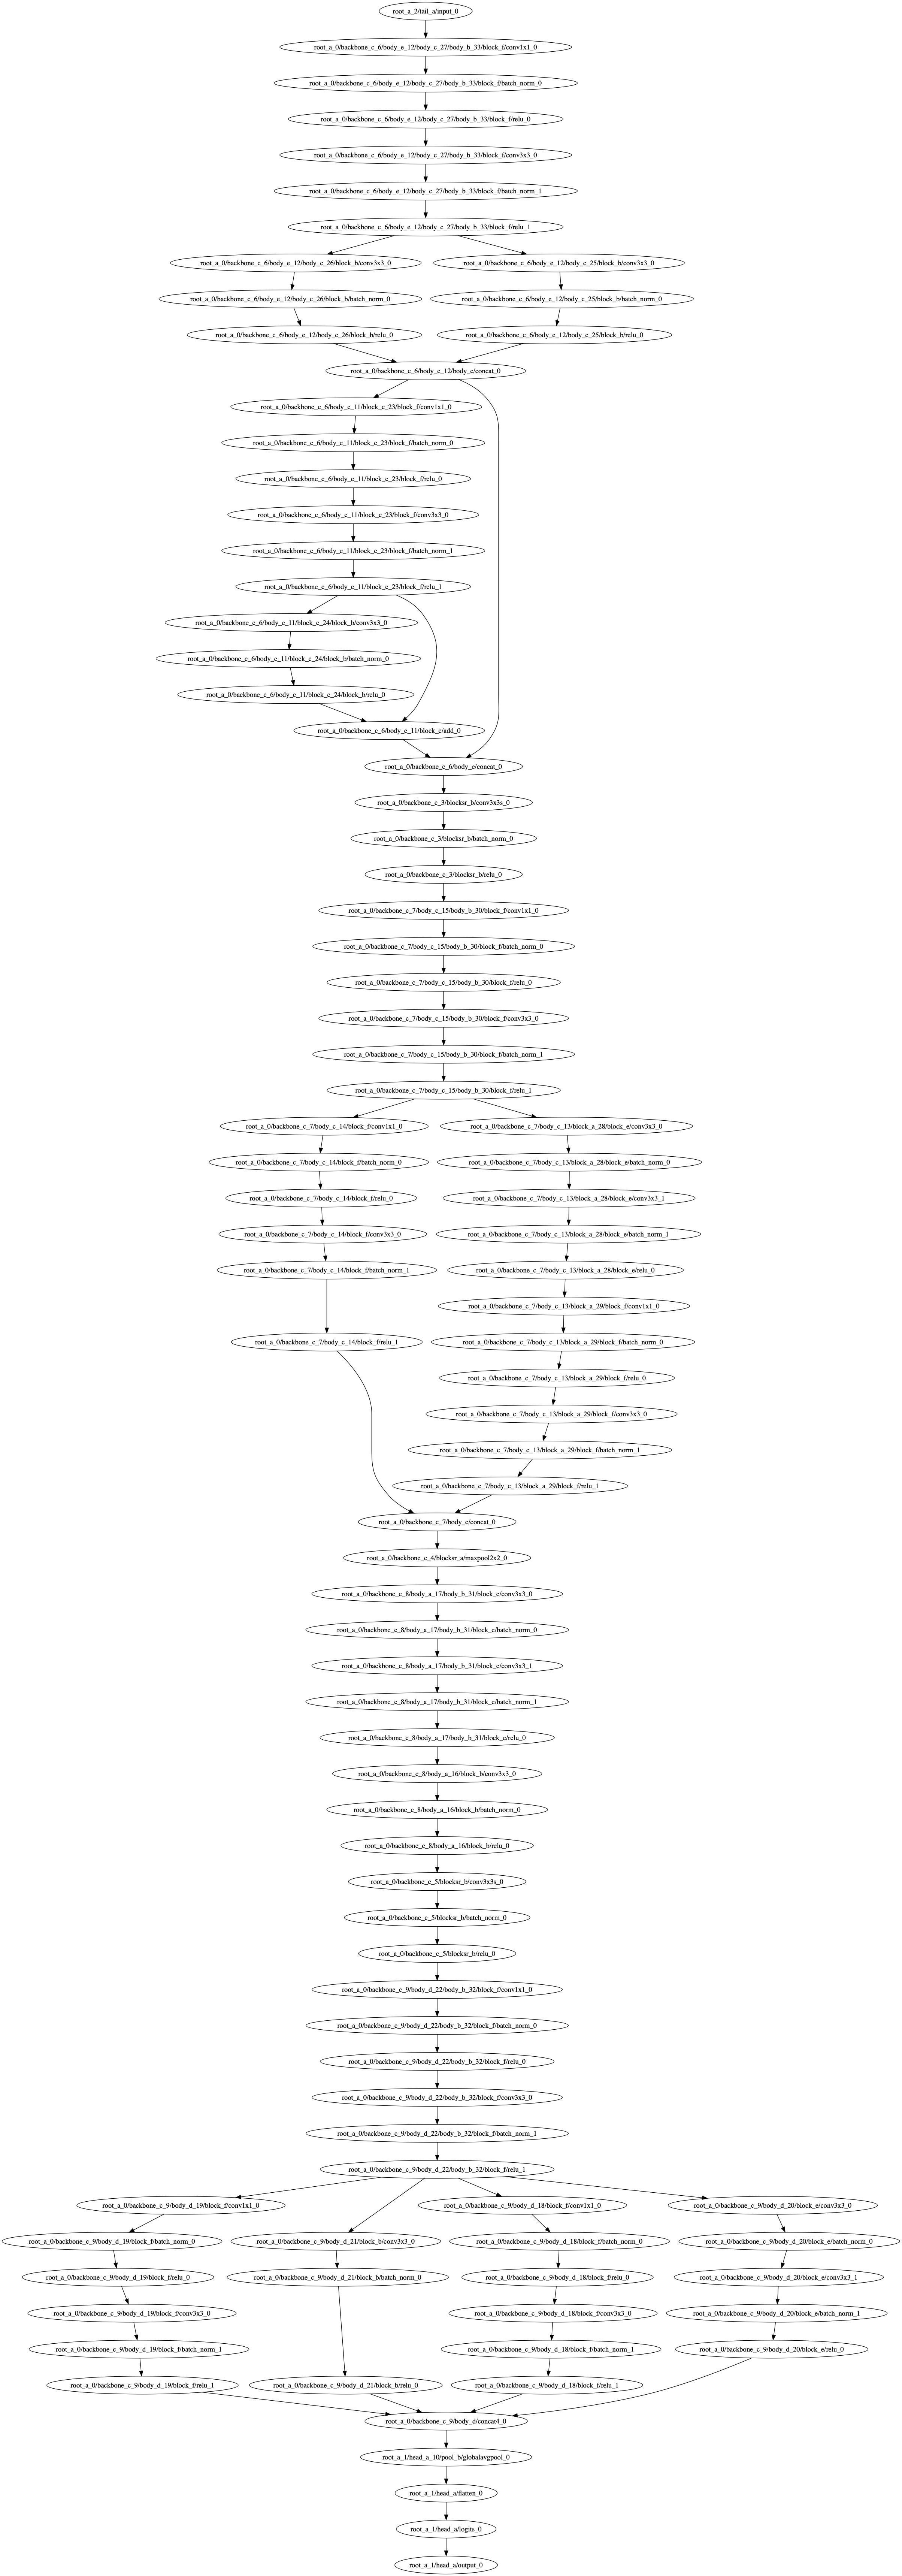 root_a_2/tail_a/input_0
root_a_0/backbone_c_6/body_e_12/body_c_27/body_b_33/block_f/conv1x1_0
root_a_0/backbone_c_6/body_e_12/body_c_27/body_b_33/block_f/batch_norm_0
root_a_0/backbone_c_6/body_e_12/body_c_27/body_b_33/block_f/relu_0
root_a_0/backbone_c_6/body_e_12/body_c_27/body_b_33/block_f/conv3x3_0
root_a_0/backbone_c_6/body_e_12/body_c_27/body_b_33/block_f/batch_norm_1
root_a_0/backbone_c_6/body_e_12/body_c_27/body_b_33/block_f/relu_1
root_a_0/backbone_c_6/body_e_12/body_c_26/block_b/conv3x3_0
root_a_0/backbone_c_6/body_e_12/body_c_25/block_b/conv3x3_0
root_a_0/backbone_c_6/body_e_12/body_c_26/block_b/batch_norm_0
root_a_0/backbone_c_6/body_e_12/body_c_25/block_b/batch_norm_0
root_a_0/backbone_c_6/body_e_12/body_c_26/block_b/relu_0
root_a_0/backbone_c_6/body_e_12/body_c_25/block_b/relu_0
root_a_0/backbone_c_6/body_e_12/body_c/concat_0
root_a_0/backbone_c_6/body_e_11/block_c_23/block_f/conv1x1_0
root_a_0/backbone_c_6/body_e_11/block_c_23/block_f/batch_norm_0
root_a_0/backbone_c_6/body_e_11/block_c_23/block_f/relu_0
root_a_0/backbone_c_6/body_e_11/block_c_23/block_f/conv3x3_0
root_a_0/backbone_c_6/body_e_11/block_c_23/block_f/batch_norm_1
root_a_0/backbone_c_6/body_e_11/block_c_23/block_f/relu_1
root_a_0/backbone_c_6/body_e_11/block_c_24/block_b/conv3x3_0
root_a_0/backbone_c_6/body_e_11/block_c_24/block_b/batch_norm_0
root_a_0/backbone_c_6/body_e_11/block_c_24/block_b/relu_0
root_a_0/backbone_c_6/body_e_11/block_c/add_0
root_a_0/backbone_c_6/body_e/concat_0
root_a_0/backbone_c_3/blocksr_b/conv3x3s_0
root_a_0/backbone_c_3/blocksr_b/batch_norm_0
root_a_0/backbone_c_3/blocksr_b/relu_0
root_a_0/backbone_c_7/body_c_15/body_b_30/block_f/conv1x1_0
root_a_0/backbone_c_7/body_c_15/body_b_30/block_f/batch_norm_0
root_a_0/backbone_c_7/body_c_15/body_b_30/block_f/relu_0
root_a_0/backbone_c_7/body_c_15/body_b_30/block_f/conv3x3_0
root_a_0/backbone_c_7/body_c_15/body_b_30/block_f/batch_norm_1
root_a_0/backbone_c_7/body_c_15/body_b_30/block_f/relu_1
root_a_0/backbone_c_7/body_c_14/block_f/conv1x1_0
root_a_0/backbone_c_7/body_c_13/block_a_28/block_e/conv3x3_0
root_a_0/backbone_c_7/body_c_14/block_f/batch_norm_0
root_a_0/backbone_c_7/body_c_13/block_a_28/block_e/batch_norm_0
root_a_0/backbone_c_7/body_c_14/block_f/relu_0
root_a_0/backbone_c_7/body_c_13/block_a_28/block_e/conv3x3_1
root_a_0/backbone_c_7/body_c_14/block_f/conv3x3_0
root_a_0/backbone_c_7/body_c_13/block_a_28/block_e/batch_norm_1
root_a_0/backbone_c_7/body_c_14/block_f/batch_norm_1
root_a_0/backbone_c_7/body_c_13/block_a_28/block_e/relu_0
root_a_0/backbone_c_7/body_c_13/block_a_29/block_f/conv1x1_0
root_a_0/backbone_c_7/body_c_14/block_f/relu_1
root_a_0/backbone_c_7/body_c_13/block_a_29/block_f/batch_norm_0
root_a_0/backbone_c_7/body_c_13/block_a_29/block_f/relu_0
root_a_0/backbone_c_7/body_c_13/block_a_29/block_f/conv3x3_0
root_a_0/backbone_c_7/body_c_13/block_a_29/block_f/batch_norm_1
root_a_0/backbone_c_7/body_c_13/block_a_29/block_f/relu_1
root_a_0/backbone_c_7/body_c/concat_0
root_a_0/backbone_c_4/blocksr_a/maxpool2x2_0
root_a_0/backbone_c_8/body_a_17/body_b_31/block_e/conv3x3_0
root_a_0/backbone_c_8/body_a_17/body_b_31/block_e/batch_norm_0
root_a_0/backbone_c_8/body_a_17/body_b_31/block_e/conv3x3_1
root_a_0/backbone_c_8/body_a_17/body_b_31/block_e/batch_norm_1
root_a_0/backbone_c_8/body_a_17/body_b_31/block_e/relu_0
root_a_0/backbone_c_8/body_a_16/block_b/conv3x3_0
root_a_0/backbone_c_8/body_a_16/block_b/batch_norm_0
root_a_0/backbone_c_8/body_a_16/block_b/relu_0
root_a_0/backbone_c_5/blocksr_b/conv3x3s_0
root_a_0/backbone_c_5/blocksr_b/batch_norm_0
root_a_0/backbone_c_5/blocksr_b/relu_0
root_a_0/backbone_c_9/body_d_22/body_b_32/block_f/conv1x1_0
root_a_0/backbone_c_9/body_d_22/body_b_32/block_f/batch_norm_0
root_a_0/backbone_c_9/body_d_22/body_b_32/block_f/relu_0
root_a_0/backbone_c_9/body_d_22/body_b_32/block_f/conv3x3_0
root_a_0/backbone_c_9/body_d_22/body_b_32/block_f/batch_norm_1
root_a_0/backbone_c_9/body_d_22/body_b_32/block_f/relu_1
root_a_0/backbone_c_9/body_d_19/block_f/conv1x1_0
root_a_0/backbone_c_9/body_d_18/block_f/conv1x1_0
root_a_0/backbone_c_9/body_d_20/block_e/conv3x3_0
root_a_0/backbone_c_9/body_d_19/block_f/batch_norm_0
root_a_0/backbone_c_9/body_d_21/block_b/conv3x3_0
root_a_0/backbone_c_9/body_d_18/block_f/batch_norm_0
root_a_0/backbone_c_9/body_d_20/block_e/batch_norm_0
root_a_0/backbone_c_9/body_d_19/block_f/relu_0
root_a_0/backbone_c_9/body_d_21/block_b/batch_norm_0
root_a_0/backbone_c_9/body_d_18/block_f/relu_0
root_a_0/backbone_c_9/body_d_20/block_e/conv3x3_1
root_a_0/backbone_c_9/body_d_19/block_f/conv3x3_0
root_a_0/backbone_c_9/body_d_18/block_f/conv3x3_0
root_a_0/backbone_c_9/body_d_20/block_e/batch_norm_1
root_a_0/backbone_c_9/body_d_19/block_f/batch_norm_1
root_a_0/backbone_c_9/body_d_18/block_f/batch_norm_1
root_a_0/backbone_c_9/body_d_20/block_e/relu_0
root_a_0/backbone_c_9/body_d_19/block_f/relu_1
root_a_0/backbone_c_9/body_d_21/block_b/relu_0
root_a_0/backbone_c_9/body_d_18/block_f/relu_1
root_a_0/backbone_c_9/body_d/concat4_0
root_a_1/head_a_10/pool_b/globalavgpool_0
root_a_1/head_a/flatten_0
root_a_1/head_a/logits_0
root_a_1/head_a/output_0